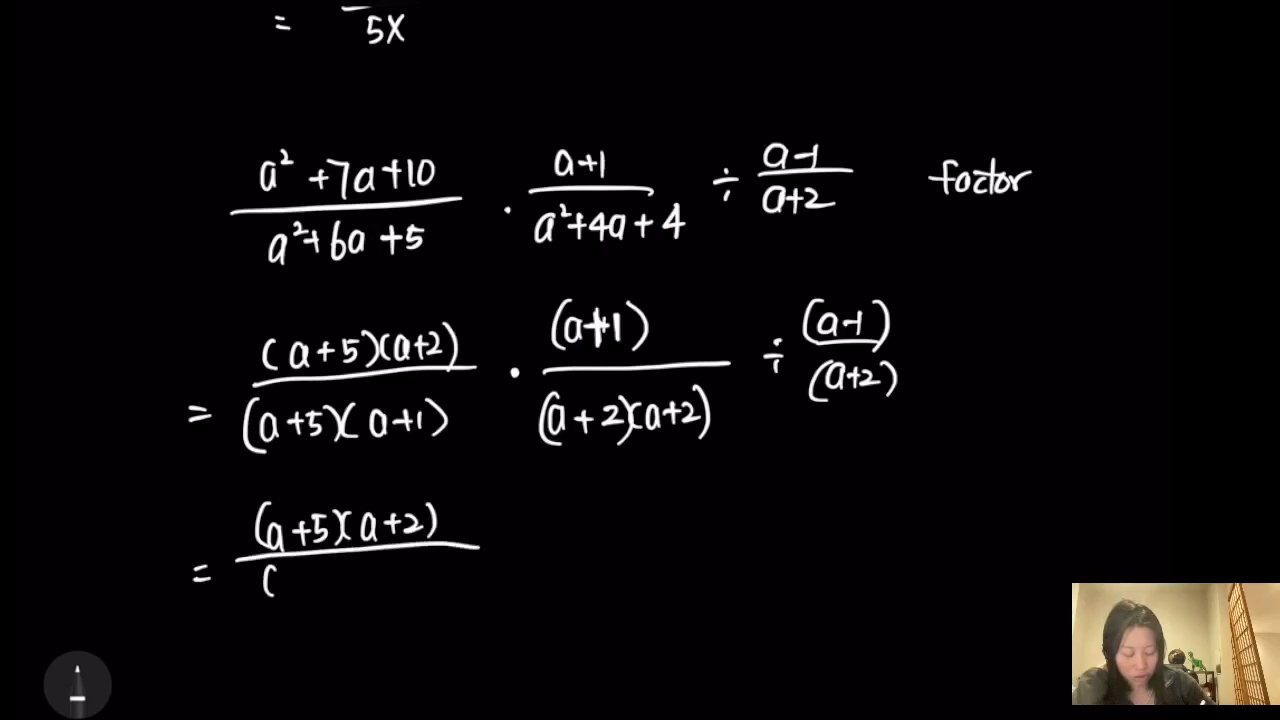 = 5X
a² + 7a + 10 / a² + 6a + 5 · a+1 / a² + 4a + 4 ÷ a-1 / a+2 factor
= (a+5)(a+2) / (a+5)(a+1) · (a+1) / (a+2)(a+2) ÷ (a-1) / (a+2)
= (a+5)(a+2) / (